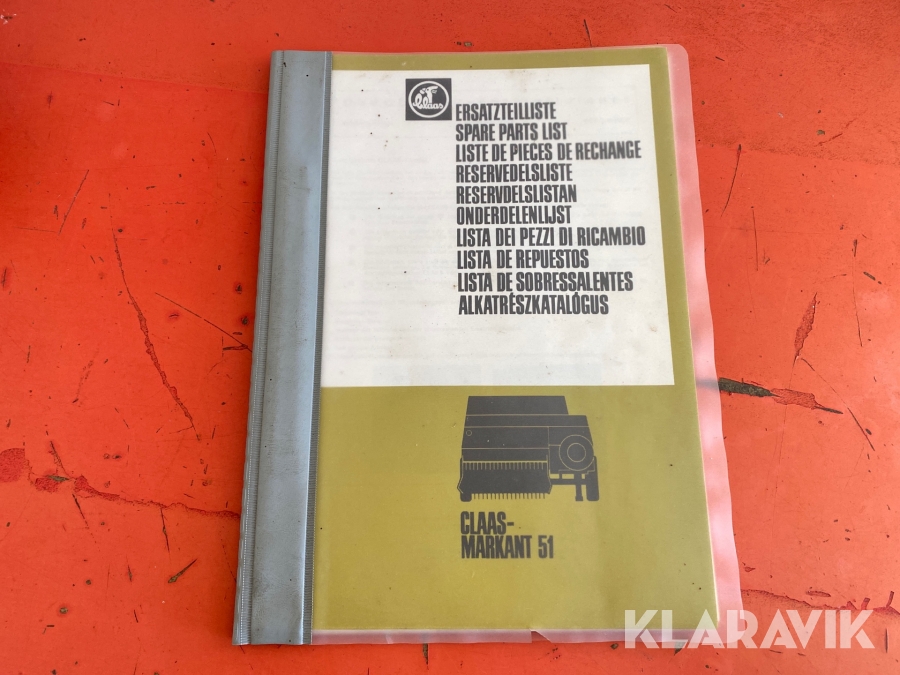 Claas
ERSATZTEILLISTE
SPARE PARTS LIST
LISTE DE PIECES DE RECHANGE
RESERVEDELSLISTE
RESERVDELSLISTAN
ONDERDELENLIJST
LISTA DEI PEZZI DI RICAMBIO
LISTA DE REPUESTOS
LISTA DE SOBRESSALENTES
ALKATRÉSZKATALÓGUS
CLAAS-
MARKANT 51
KLARAVIK